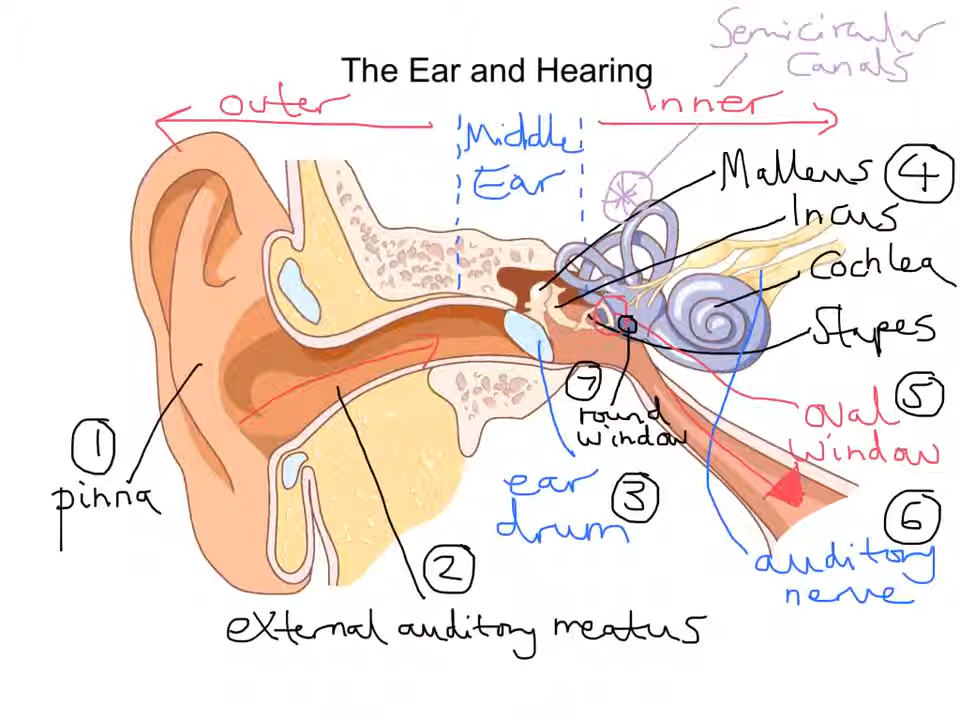 Semicircular
Canals
The Ear and Hearing
outer
inner
Middle
Ear
Malleus 4
Incus
Cochlea
Stapes
5
oval
window
7
round
window
1
pinna
ear 3
drum
6
auditory
nerve
2
external auditory meatus